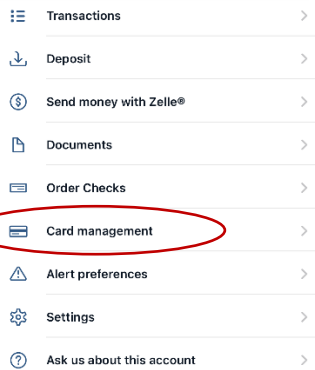 Transactions
Deposit
Send money with Zelle®
Documents
Order Checks
Card management
Alert preferences
Settings
Ask us about this account